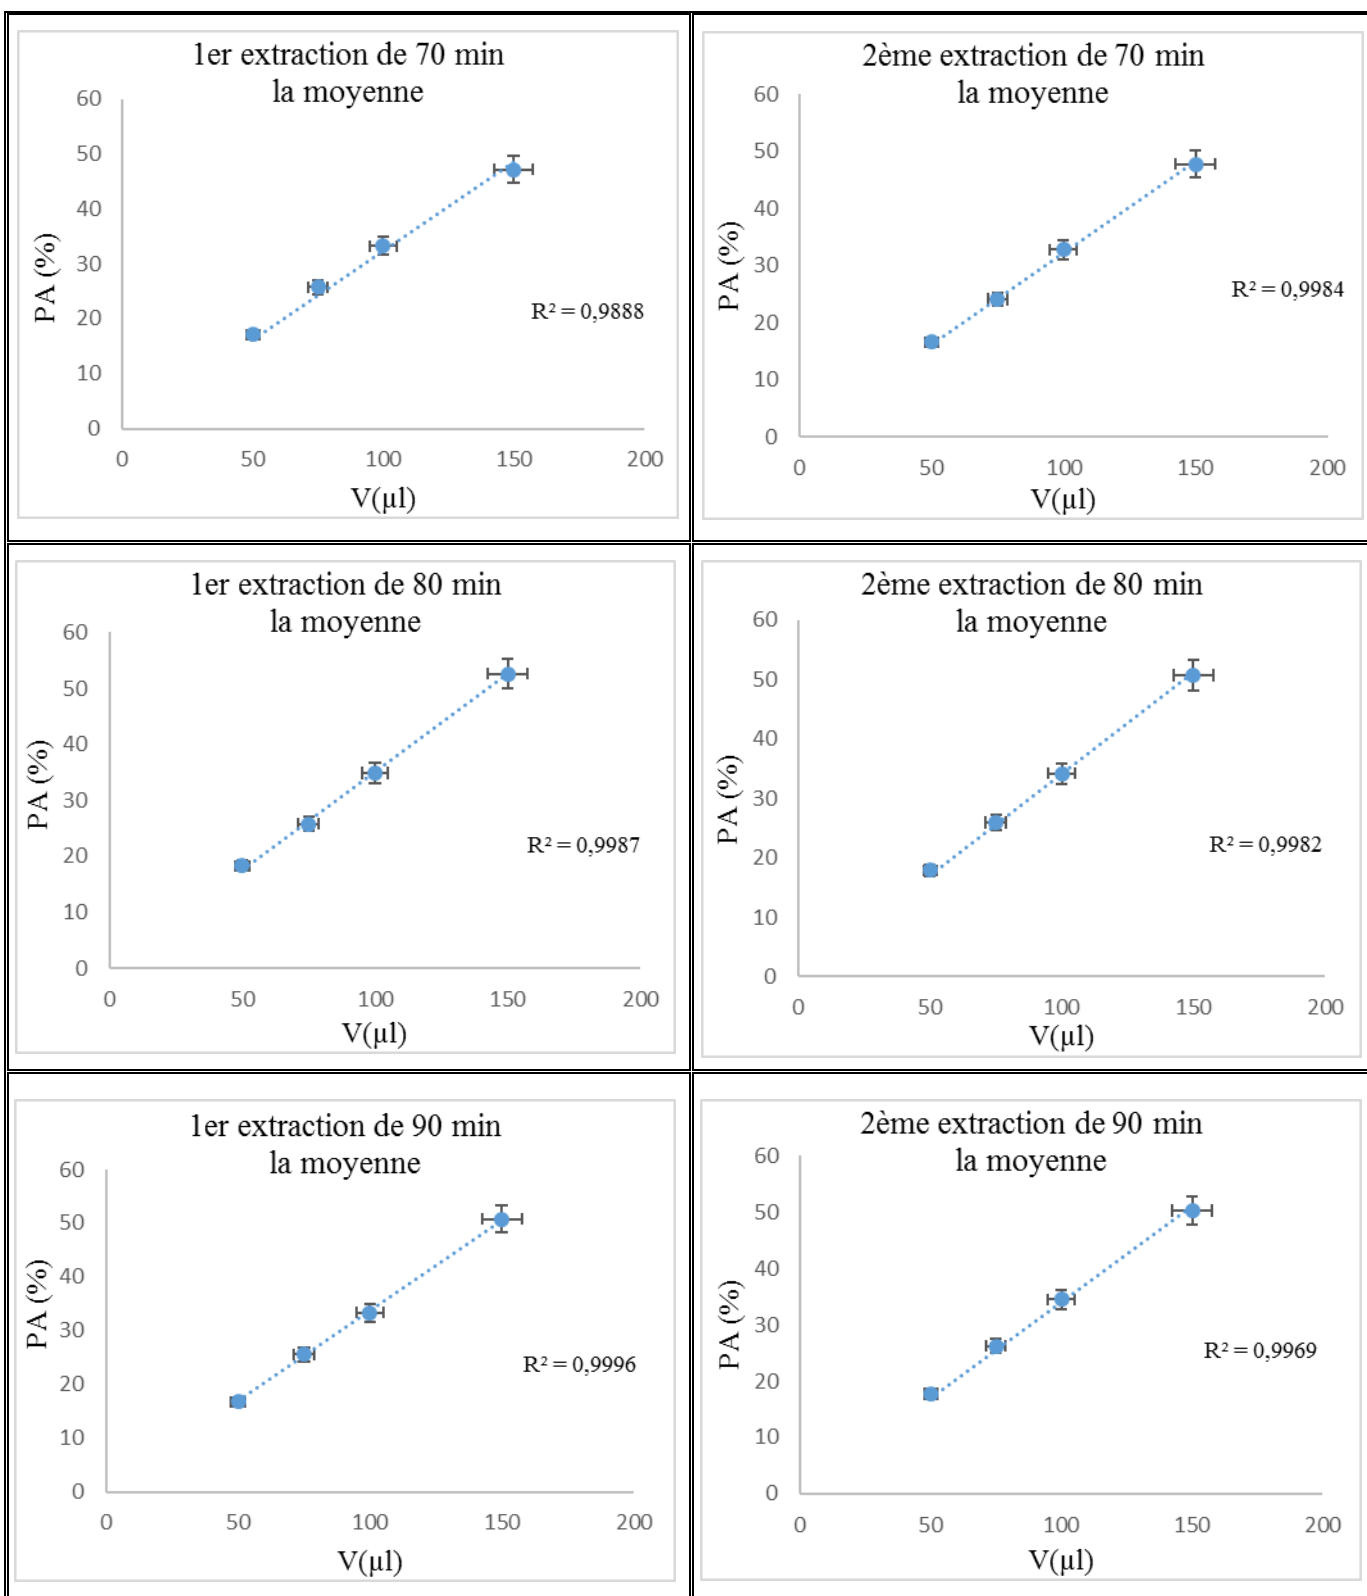 1er extraction de 70 min
la moyenne
60
50
40
30
20
10
0
PA (%)
R² = 0,9888
0 50 100 150 200
V(µl)
2ème extraction de 70 min
la moyenne
60
50
40
30
20
10
0
PA (%)
R² = 0,9984
0 50 100 150 200
V(µl)
1er extraction de 80 min
la moyenne
60
50
40
30
20
10
0
PA (%)
R² = 0,9987
0 50 100 150 200
V(µl)
2ème extraction de 80 min
la moyenne
60
50
40
30
20
10
0
PA (%)
R² = 0,9982
0 50 100 150 200
V(µl)
1er extraction de 90 min
la moyenne
60
50
40
30
20
10
0
PA (%)
R² = 0,9996
0 50 100 150 200
V(µl)
2ème extraction de 90 min
la moyenne
60
50
40
30
20
10
0
PA (%)
R² = 0,9969
0 50 100 150 200
V(µl)